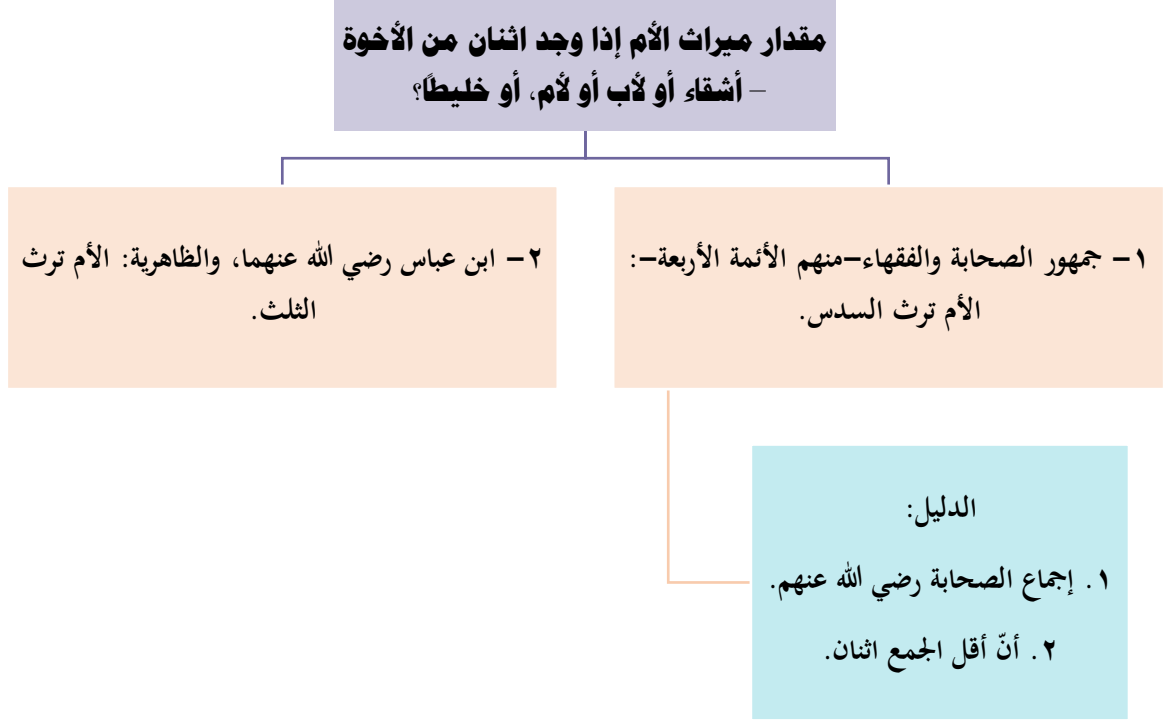 مقدار ميراث الأم إذا وجد اثنان من الأخوة
– أشقاء أو لأب أو لأم، أو خليطًا؟
١– جمهور الصحابة والفقهاء–منهم الأئمة الأربعة–:
الأم ترث السدس.
٢– ابن عباس رضي الله عنهما، والظاهرية: الأم ترث
الثلث.
الدليل:
١. إجماع الصحابة رضي الله عنهم.
٢. أنّ أقل الجمع اثنان.